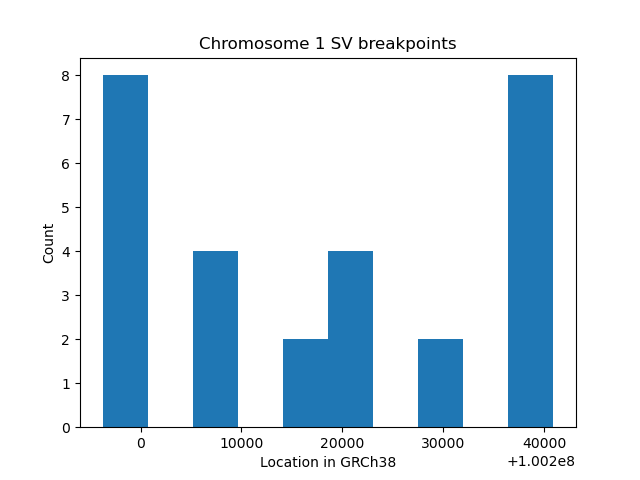 Chromosome 1 SV breakpoints
8
7
6
5
4
3
2
1
0
Count
0 10000 20000 30000 40000
Location in GRCh38
+1.002e8